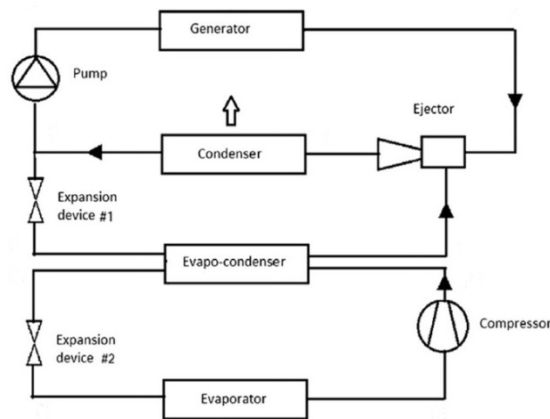 Generator
Pump
Ejector
Condenser
Expansion
device #1
Evapo-condenser
Compressor
Expansion
device #2
Evaporator